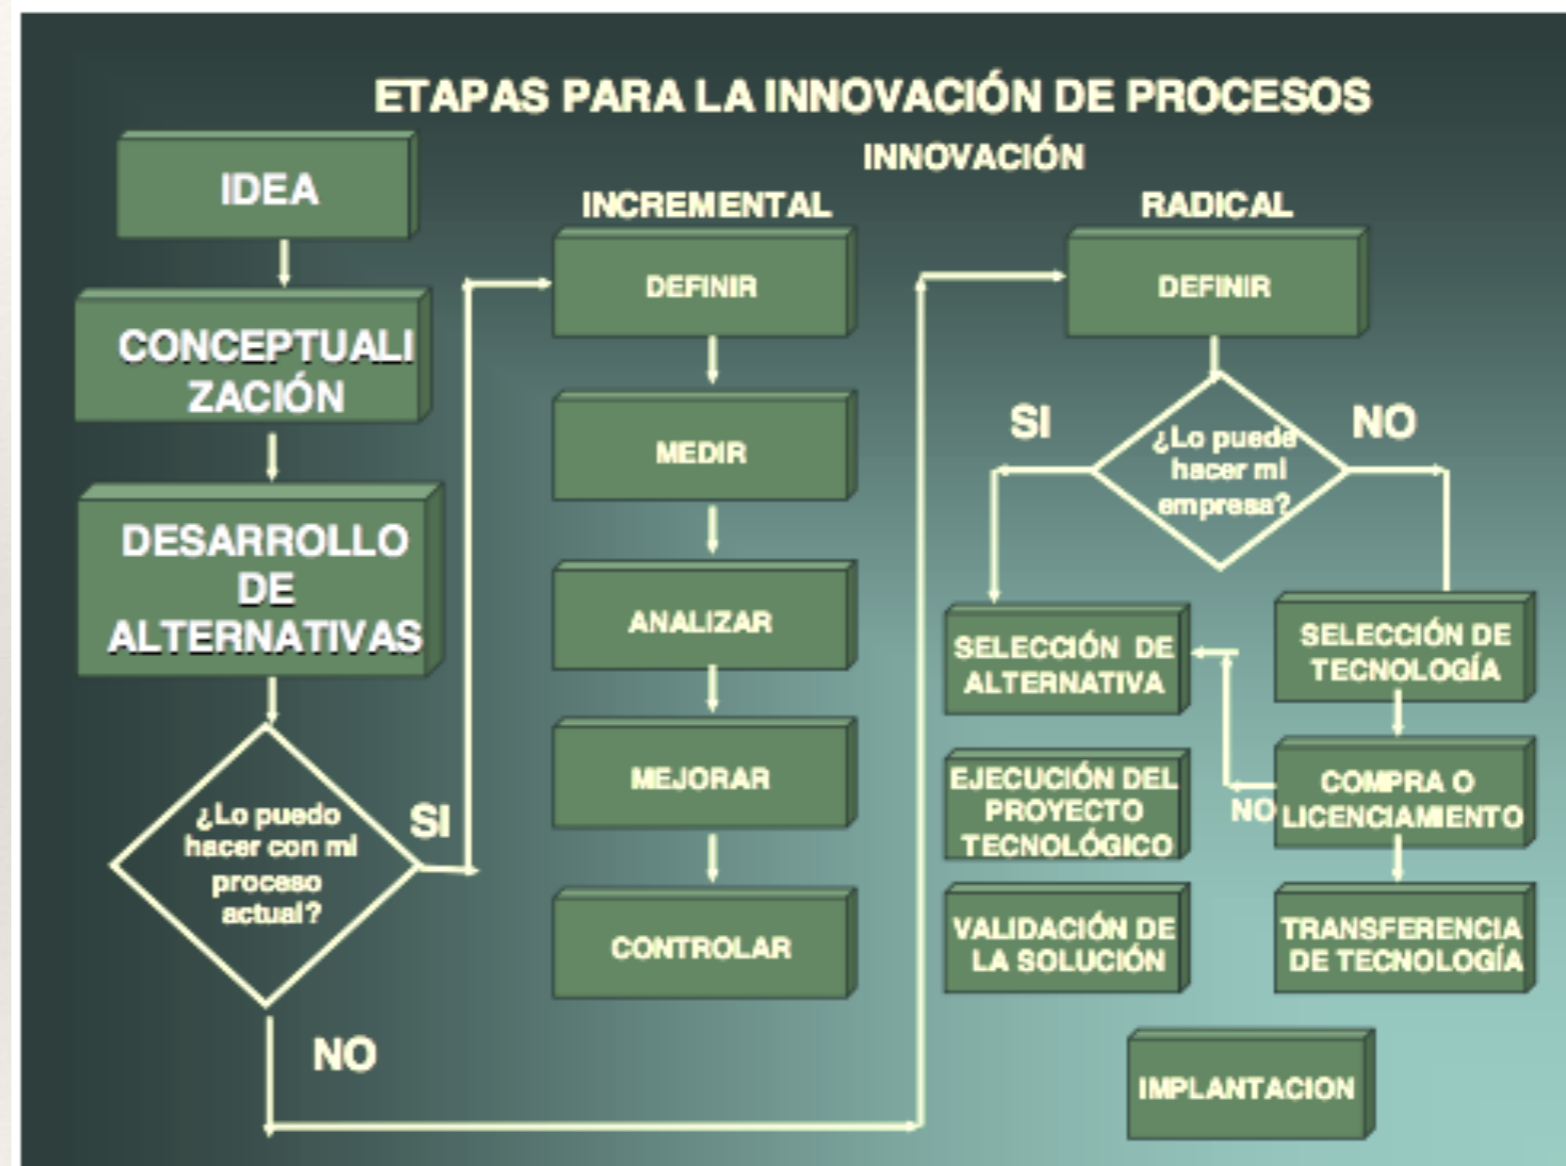 ETAPAS PARA LA INNOVACIÓN DE PROCESOS
INNOVACIÓN
IDEA
CONCEPTUALI
ZACIÓN
DESARROLLO
DE
ALTERNATIVAS
¿Lo puedo
hacer con mi
proceso
actual?
SI
NO
INCREMENTAL
DEFINIR
MEDIR
ANALIZAR
MEJORAR
CONTROLAR
RADICAL
DEFINIR
¿Lo puede
hacer mi
empresa?
SI
NO
SELECCIÓN DE
ALTERNATIVA
EJECUCIÓN DEL
PROYECTO
TECNOLÓGICO
VALIDACIÓN DE
LA SOLUCIÓN
SELECCIÓN DE
TECNOLOGÍA
COMPRA O
LICENCIAMIENTO
NO
TRANSFERENCIA
DE TECNOLOGÍA
IMPLANTACION